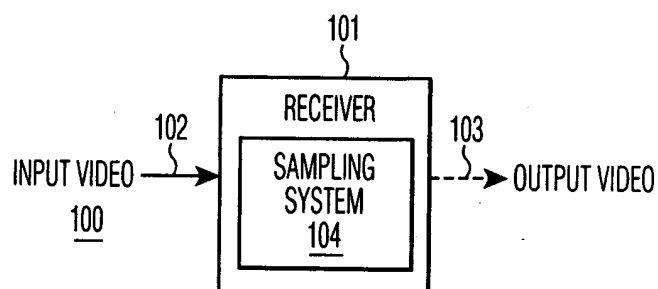 101
RECEIVER
102
103
INPUT VIDEO
SAMPLING
SYSTEM
OUTPUT VIDEO
100
104